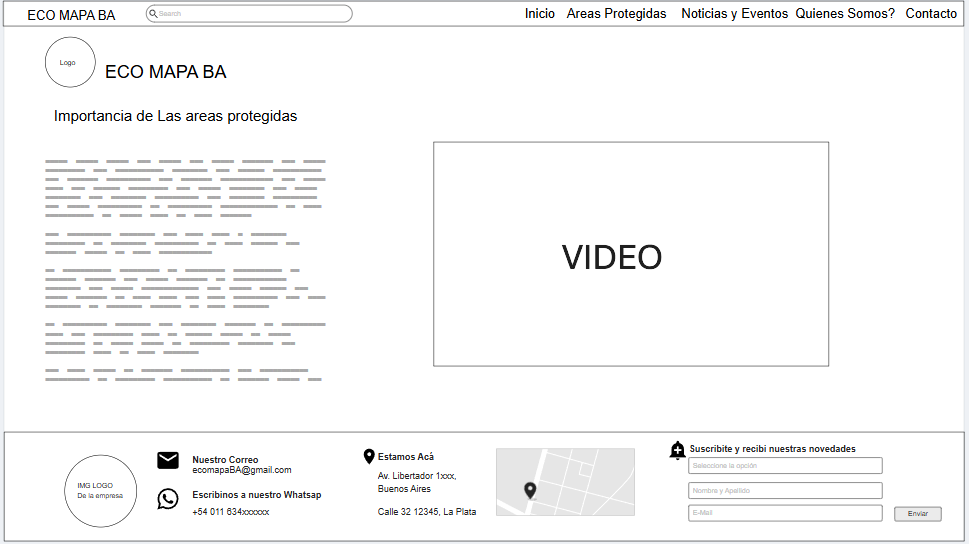 ECO MAPA BA
Search
Inicio
Areas Protegidas
Noticias y Eventos
Quienes Somos?
Contacto
Logo
ECO MAPA BA
Importancia de Las areas protegidas
VIDEO
IMG LOGO
De la empresa
Nuestro Correo
ecomapaBA@gmail.com
Escribinos a nuestro Whatsap
+54 011 634xxxxxx
Estamos Acá
Av. Libertador 1xxx,
Buenos Aires
Calle 32 12345, La Plata
Suscribite y recibi nuestras novedades
Seleccione la opción
Nombre y Apellido
E-Mail
Enviar